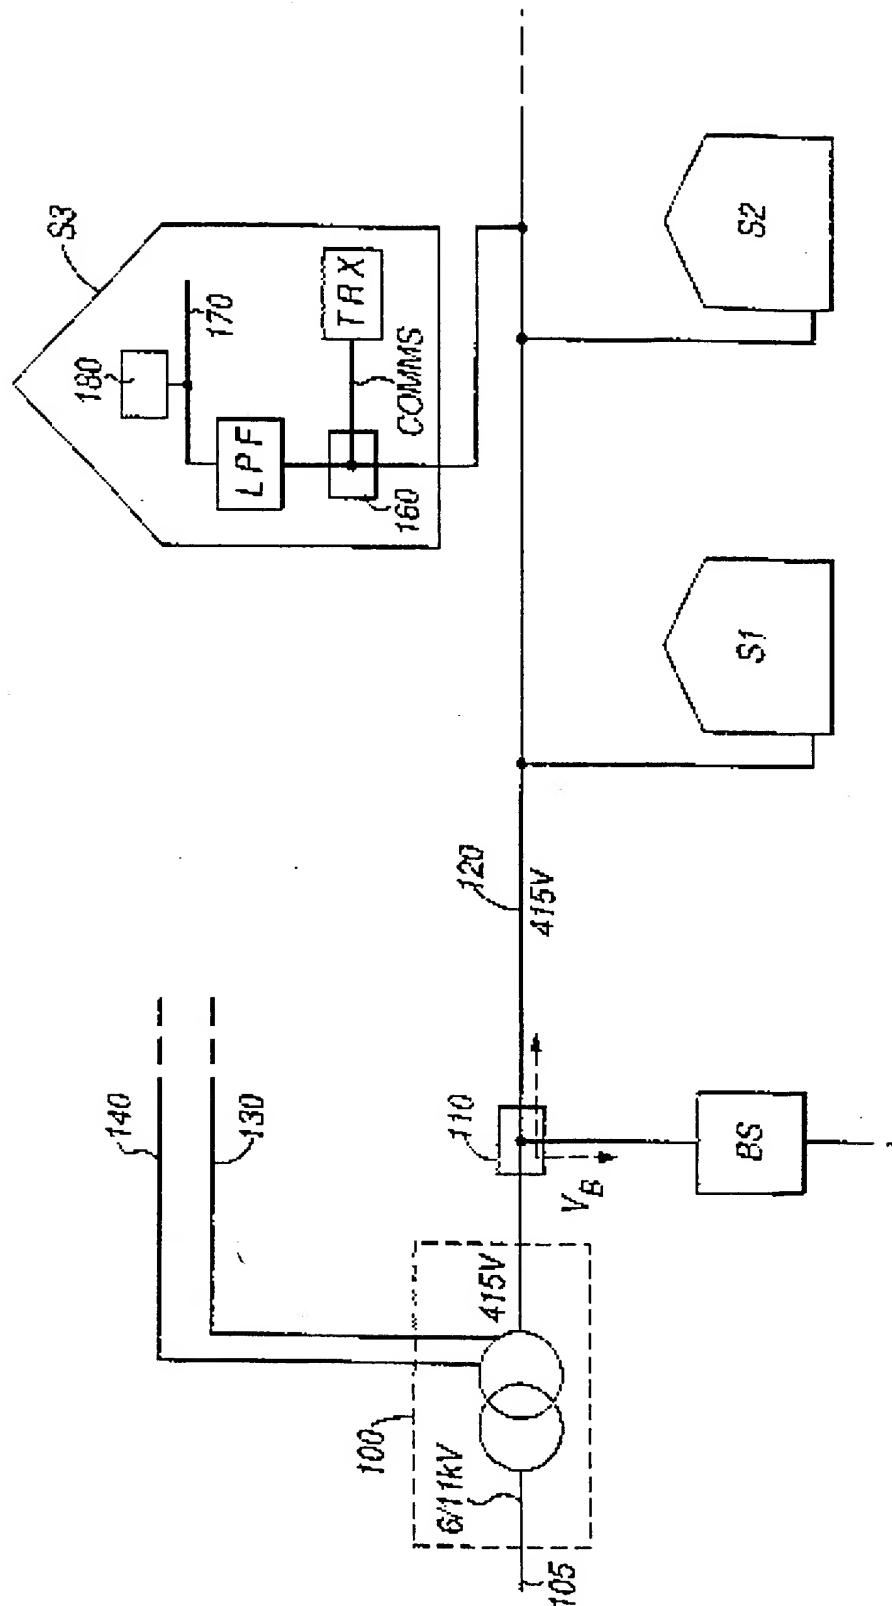 S3
180
170
LPF
TRX
COMMS
160
S2
S1
120
415V
140
130
110
V_B
BS
415V
100
6/11kV
105